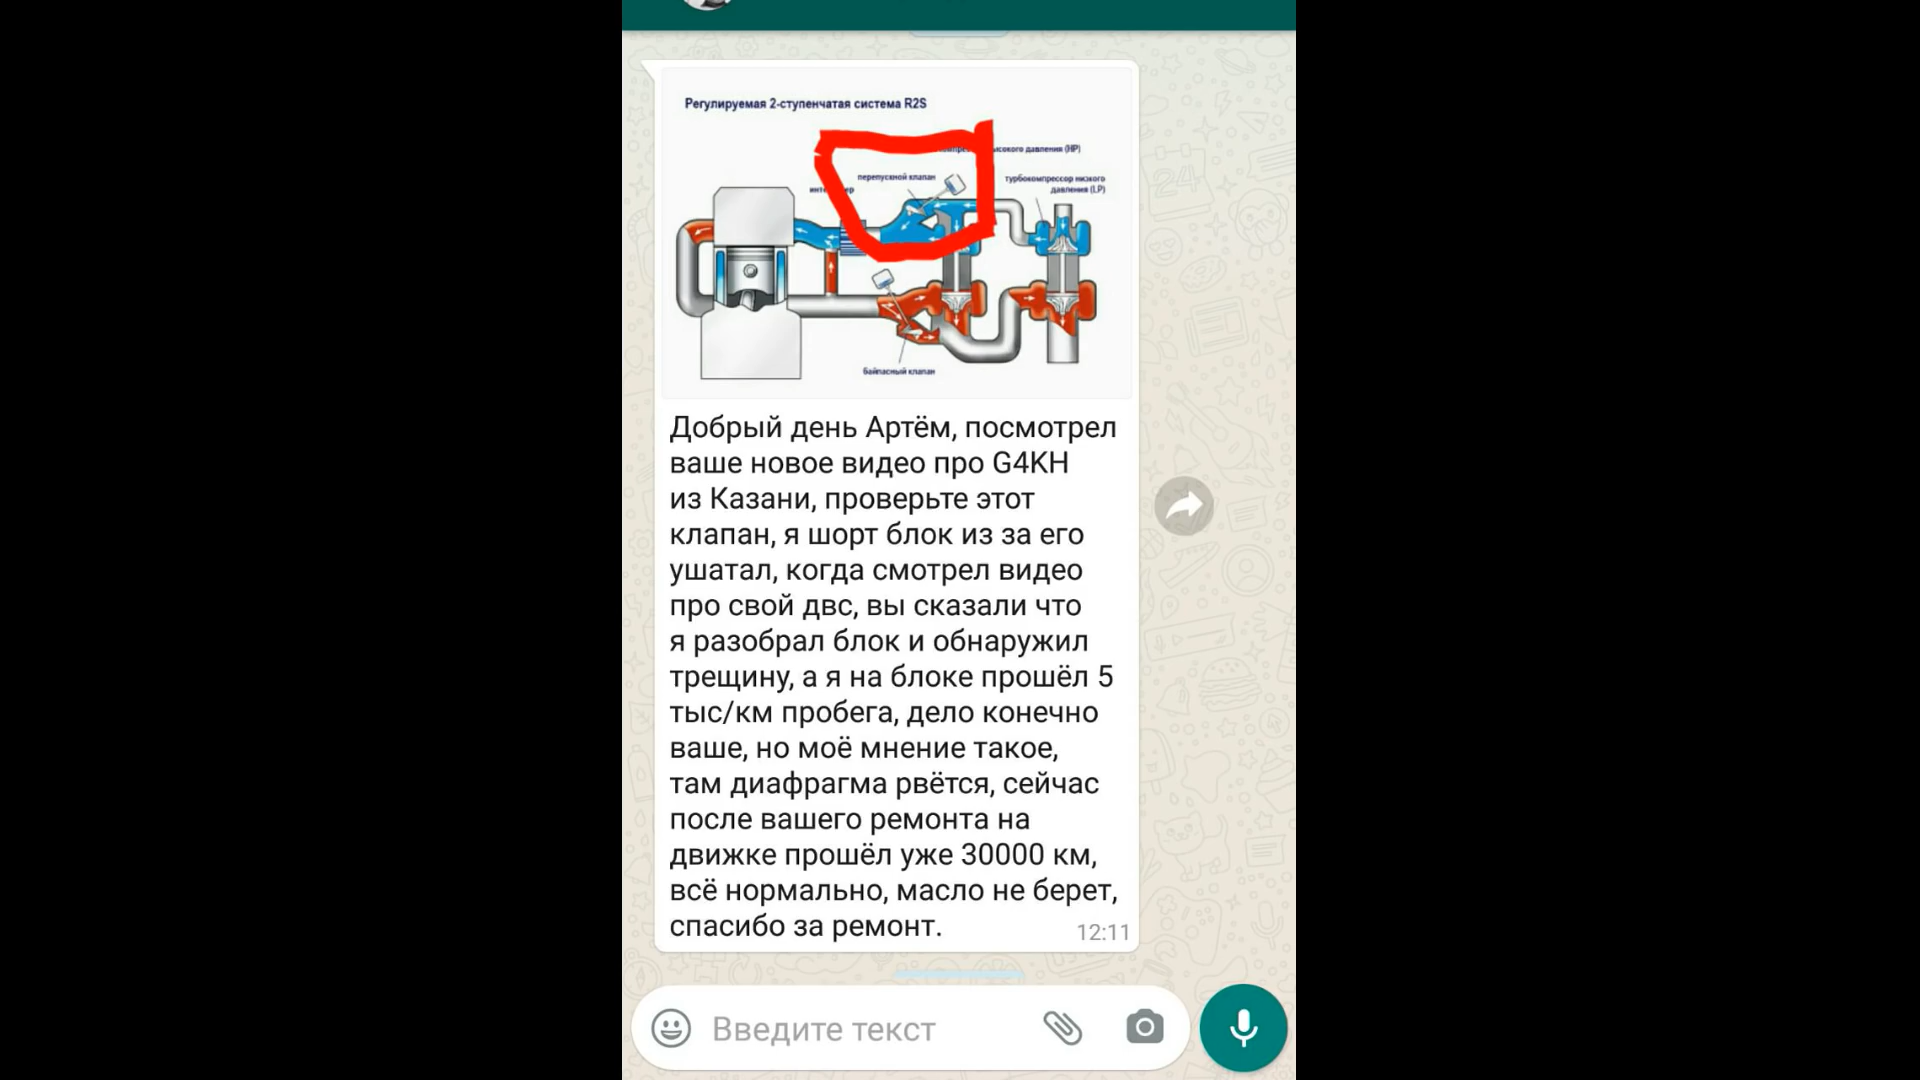 Регулируемая 2-ступенчатая система R2S
ысокого давления (HP)
перепускной клапан
турбокомпрессор низкого
давления (LP)
байпасный клапан
Добрый день Артём, посмотрел
ваше новое видео про G4KH
из Казани, проверьте этот
клапан, я шорт блок из за его
ушатал, когда смотрел видео
про свой двс, вы сказали что
я разобрал блок и обнаружил
трещину, а я на блоке прошёл 5
тыс/км пробега, дело конечно
ваше, но моё мнение такое,
там диафрагма рвётся, сейчас
после вашего ремонта на
движке прошёл уже 30000 км,
всё нормально, масло не берет,
спасибо за ремонт.
12:11
Введите текст